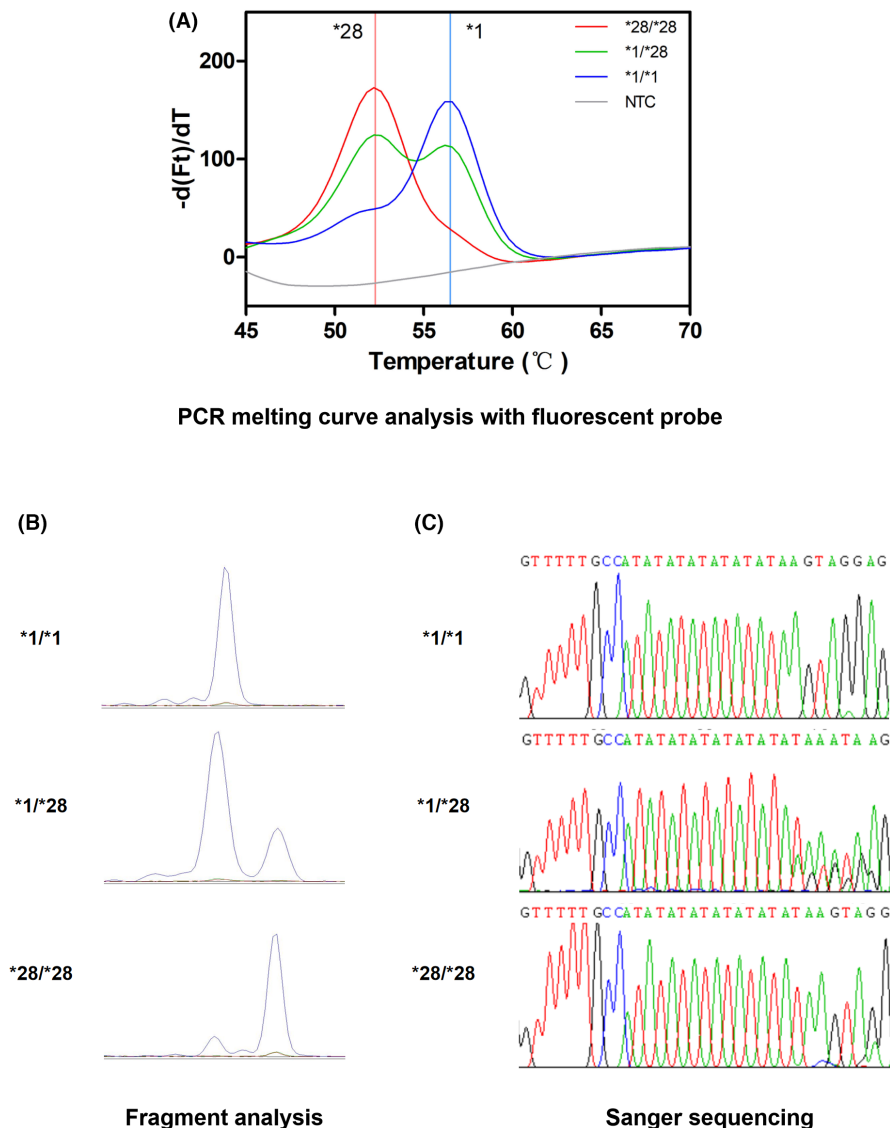 (A)
*28
*1
*28/*28
*1/*28
*1/*1
NTC
200
100
0
-d(Ft)/dT
45
50
55
60
65
70
Temperature (℃)
PCR melting curve analysis with fluorescent probe
(B)
*1/*1
*1/*28
*28/*28
Fragment analysis
(C)
GTTTTTGCCATATATATATATATAAGTAGGAG
*1/*1
GTTTTTGCCATATATATATATATATAAATAAG
*1/*28
GTTTTTGCCATATATATATATATATAAGTAGG
*28/*28
Sanger sequencing